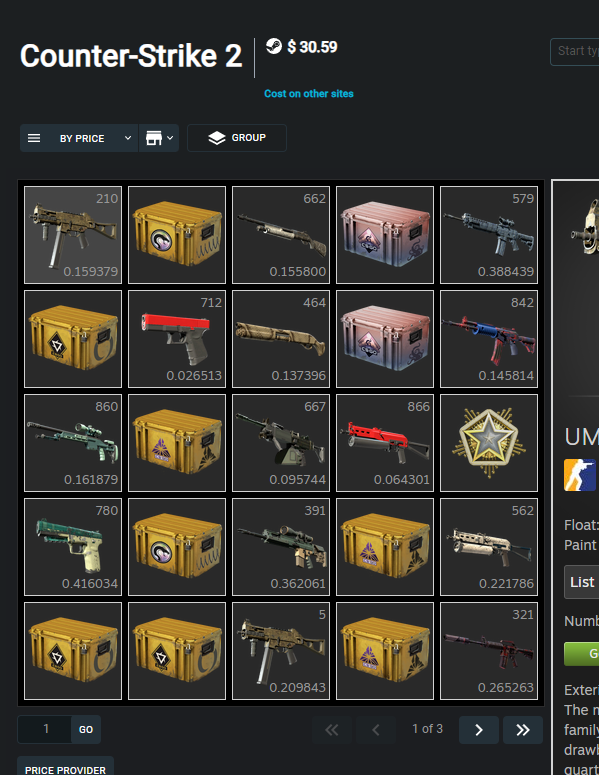 Counter-Strike 2
$ 30.59
Cost on other sites
Start ty
BY PRICE
GROUP
210
0.159379
662
0.155800
579
0.388439
712
0.026513
464
0.137396
842
0.145814
860
0.161879
667
0.095744
866
0.064301
780
0.416034
391
0.362061
562
0.221786
5
0.209843
321
0.265263
UM
Float:
Paint
List
Numb
G
Exteri
The m
family
drawb
quart
1
GO
1 of 3
PRICE PROVIDER